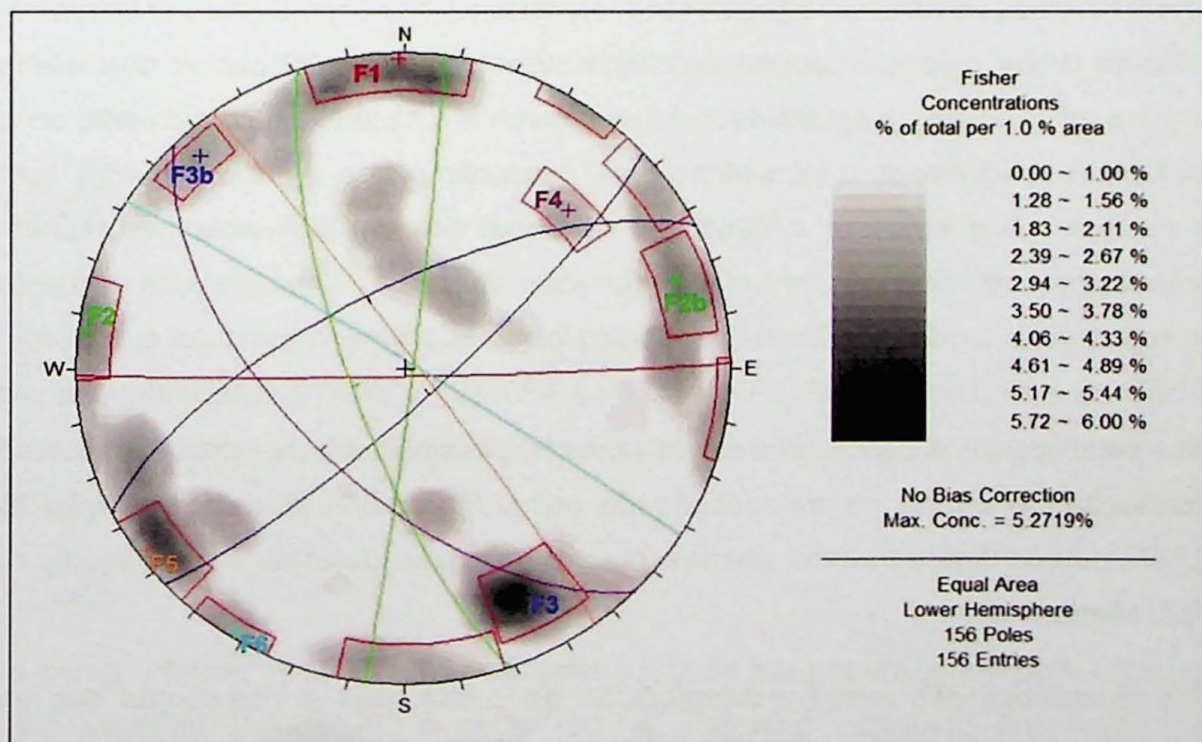 N
F1
F3b
F4
F2
F2b
W
E
F5
F3
F6
S
Fisher
Concentrations
% of total per 1.0 % area
0.00 ~ 1.00 %
1.28 ~ 1.56 %
1.83 ~ 2.11 %
2.39 ~ 2.67 %
2.94 ~ 3.22 %
3.50 ~ 3.78 %
4.06 ~ 4.33 %
4.61 ~ 4.89 %
5.17 ~ 5.44 %
5.72 ~ 6.00 %
No Bias Correction
Max. Conc. = 5.2719%
Equal Area
Lower Hemisphere
156 Poles
156 Entries